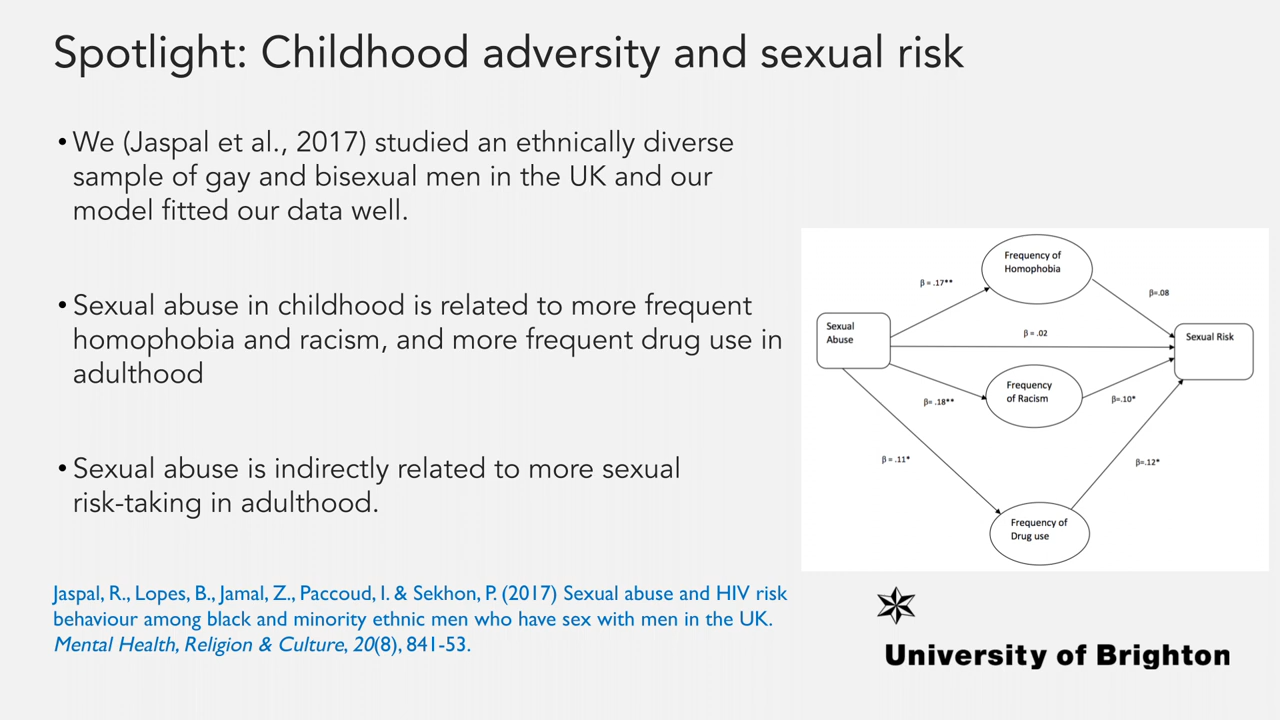 Spotlight: Childhood adversity and sexual risk
• We (Jaspal et al., 2017) studied an ethnically diverse
sample of gay and bisexual men in the UK and our
model fitted our data well.
• Sexual abuse in childhood is related to more frequent
homophobia and racism, and more frequent drug use in
adulthood
• Sexual abuse is indirectly related to more sexual
risk-taking in adulthood.
Jaspal, R., Lopes, B., Jamal, Z., Paccoud, I. & Sekhon, P. (2017) Sexual abuse and HIV risk
behaviour among black and minority ethnic men who have sex with men in the UK.
Mental Health, Religion & Culture, 20(8), 841-53.
Frequency of
Homophobia
β = .17**
β=.08
Sexual
Abuse
β = .02
Sexual Risk
Frequency
of Racism
β= .18**
β=.10*
β = .11*
β=.12*
Frequency of
Drug use
University of Brighton